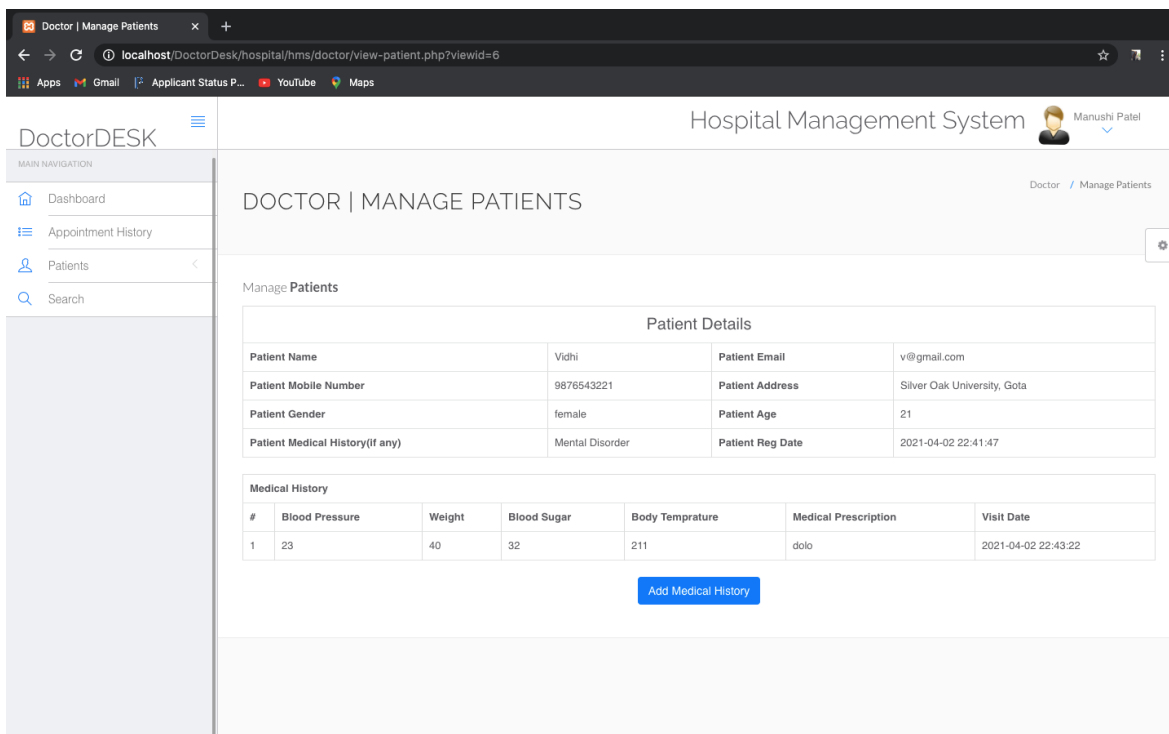 Doctor | Manage Patients
localhost/DoctorDesk/hospital/hms/doctor/view-patient.php?viewid=6
Apps Gmail Applicant Status P... YouTube Maps
DoctorDESK
Hospital Management System
Manushi Patel
MAIN NAVIGATION
Dashboard
Appointment History
Patients
Search
DOCTOR | MANAGE PATIENTS
Doctor / Manage Patients
Manage Patients
Patient Details
Patient Name Vidhi Patient Email v@gmail.com
Patient Mobile Number 9876543221 Patient Address Silver Oak University, Gota
Patient Gender female Patient Age 21
Patient Medical History(if any) Mental Disorder Patient Reg Date 2021-04-02 22:41:47
Medical History
# Blood Pressure Weight Blood Sugar Body Temprature Medical Prescription Visit Date
1 23 40 32 211 dolo 2021-04-02 22:43:22
Add Medical History